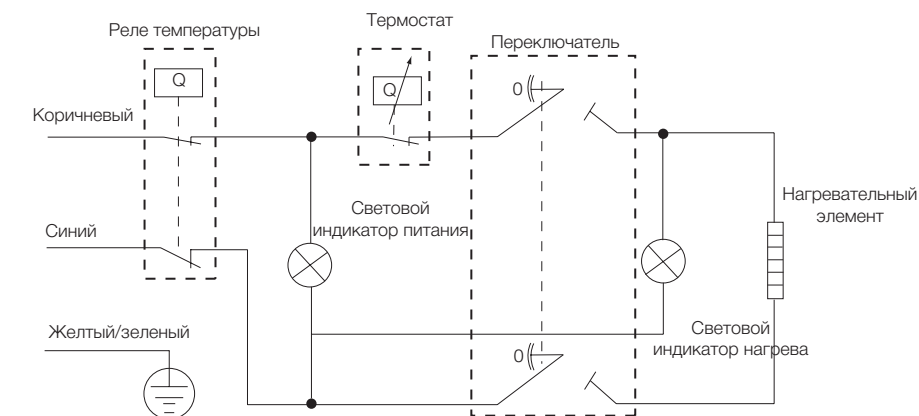 Реле температуры
Термостат
Переключатель
Q
Q
0
Коричневый
Нагревательный
элемент
Световой
индикатор питания
Синий
Желтый/зеленый
0
Световой
индикатор нагрева